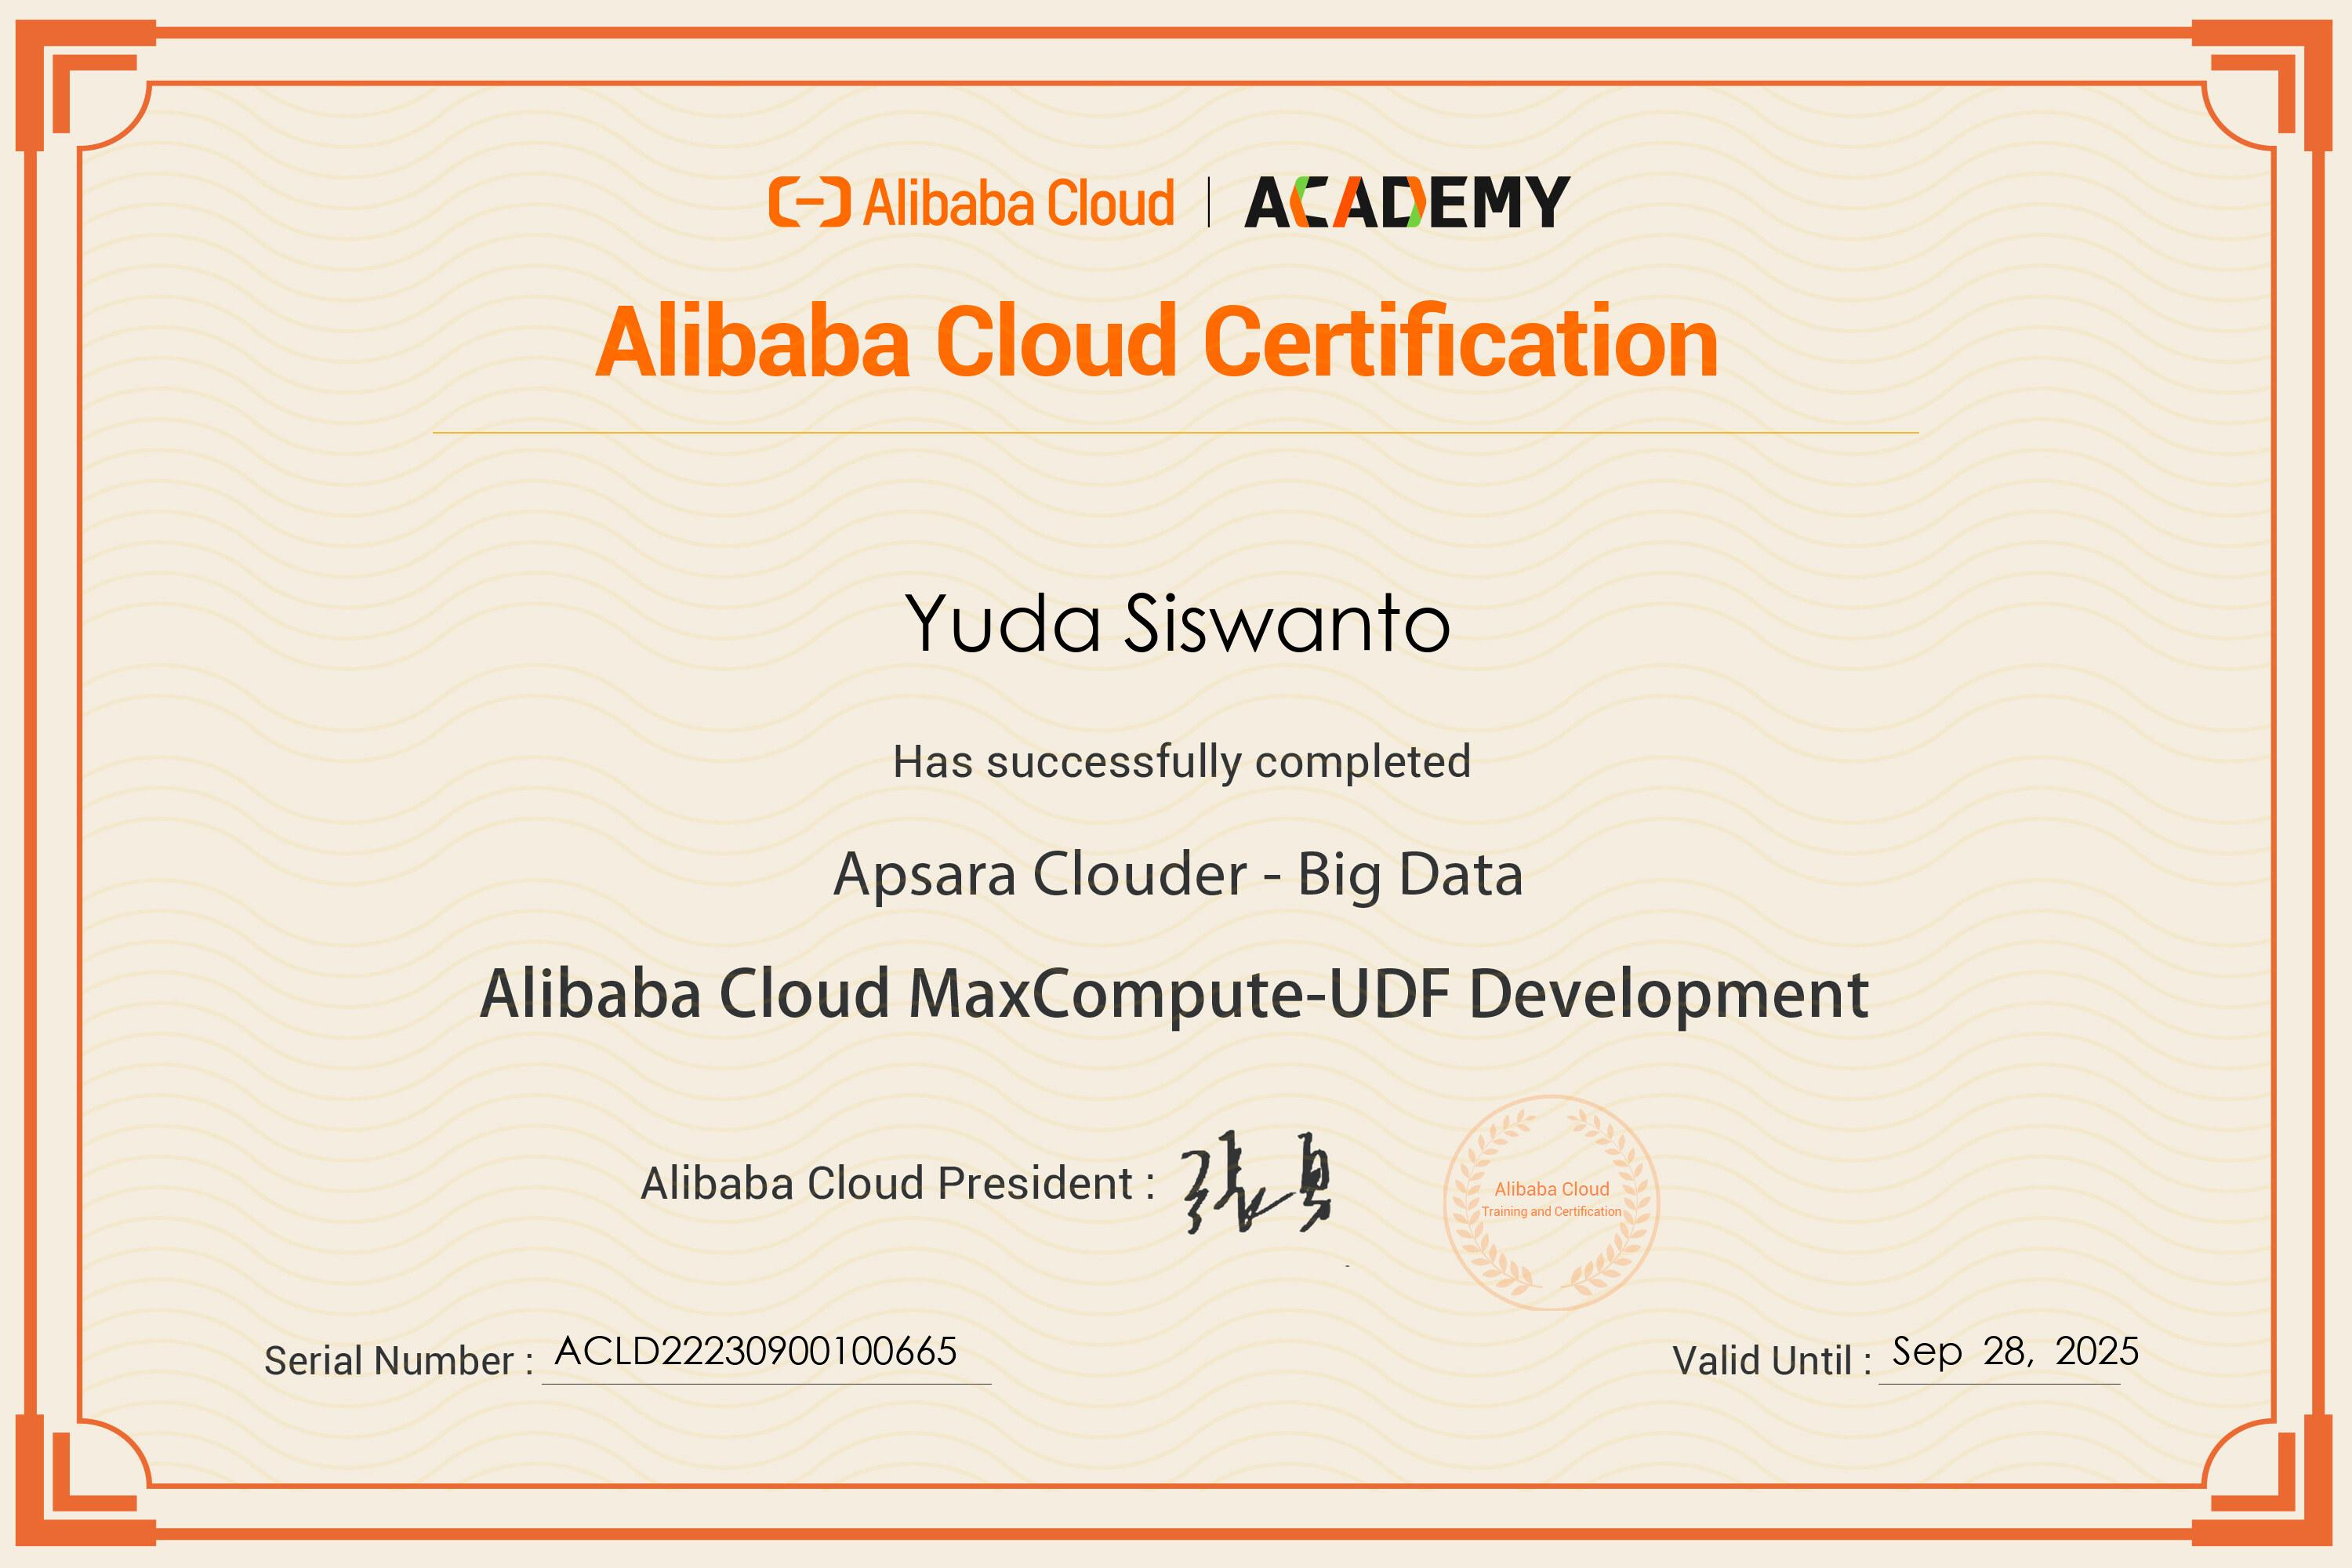 Alibaba Cloud | ACADEMY
Alibaba Cloud Certification
Yuda Siswanto
Has successfully completed
Apsara Clouder - Big Data
Alibaba Cloud MaxCompute-UDF Development
Alibaba Cloud President : 张勇
Alibaba Cloud
Training and Certification
Serial Number : ACLD22230900100665
Valid Until : Sep 28, 2025